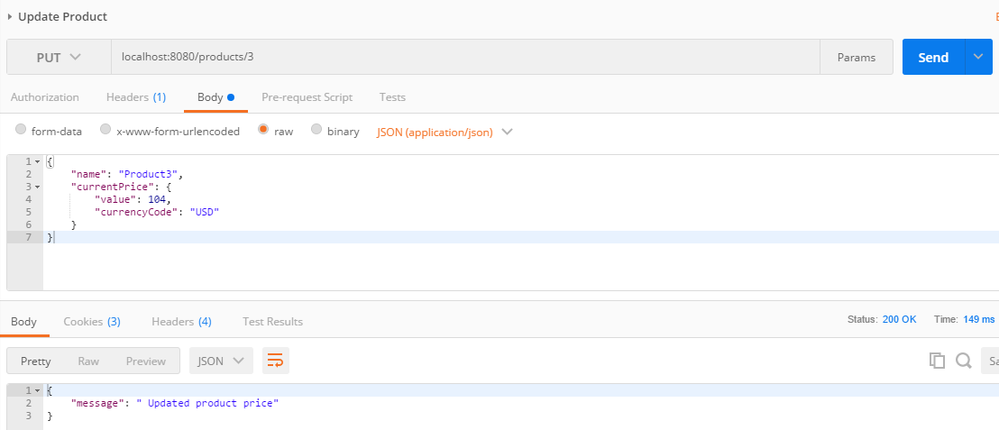 Update Product
PUT localhost:8080/products/3 Params Send
Authorization Headers (1) Body Pre-request Script Tests
form-data x-www-form-urlencoded raw binary JSON (application/json)
1 {
2 "name": "Product3",
3 "currentPrice": {
4 "value": 104,
5 "currencyCode": "USD"
6 }
7 }
Body Cookies (3) Headers (4) Test Results Status: 200 OK Time: 149 ms
Pretty Raw Preview JSON Sa
1 {
2 "message": " Updated product price"
3 }